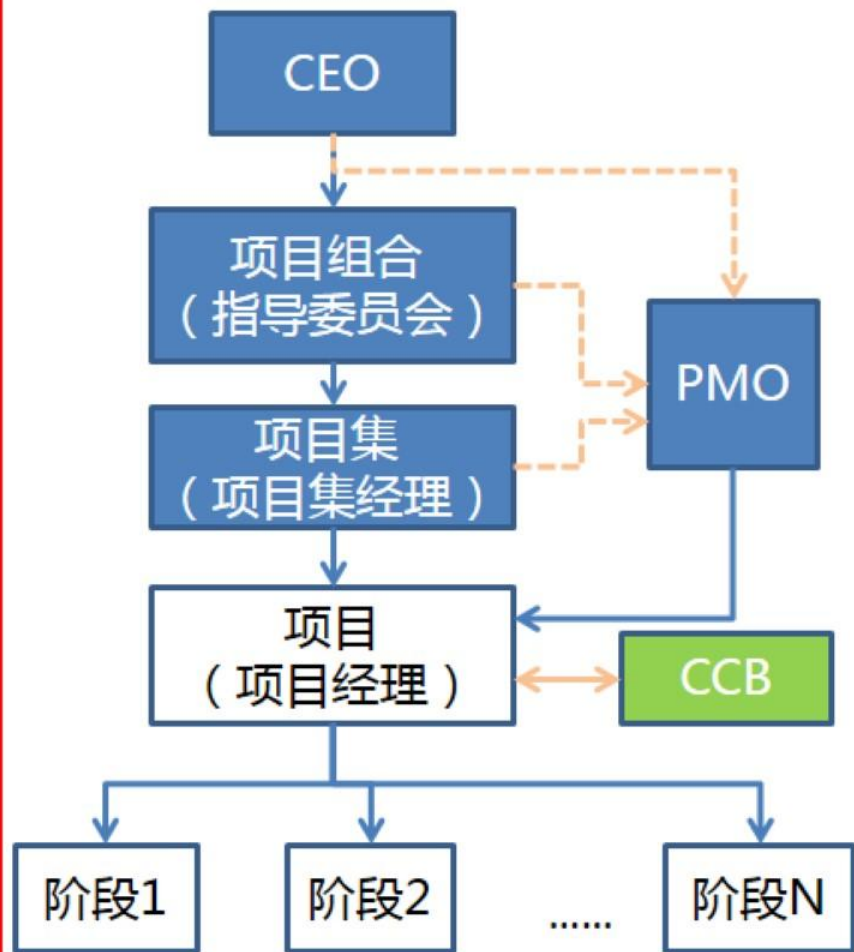 CEO
项目组合
（指导委员会）
PMO
项目集
（项目集经理）
项目
（项目经理）
CCB
阶段1
阶段2
......
阶段N